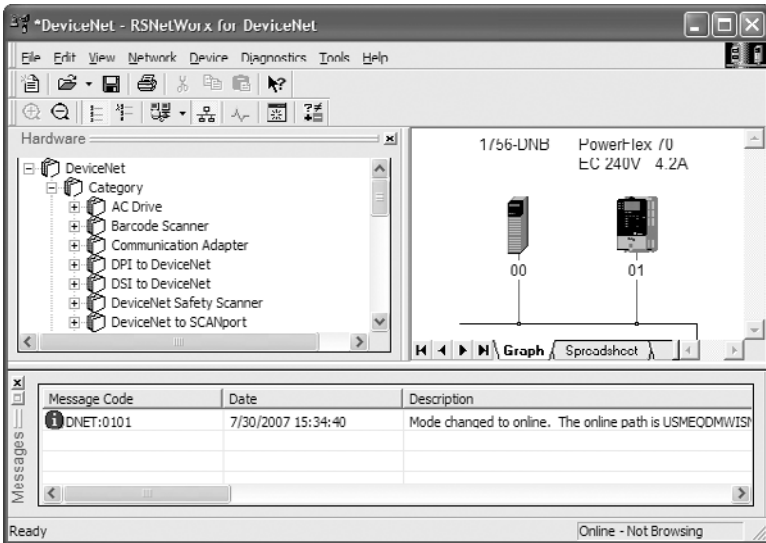 *DeviceNet - RSNetWorx for DeviceNet
File Edit View Network Device Diagnostics Tools Help
Hardware
DeviceNet
Category
AC Drive
Barcode Scanner
Communication Adapter
DPI to DeviceNet
DSI to DeviceNet
DeviceNet Safety Scanner
DeviceNet to SCANport
1756-DNB PowerFlex 70
EC 240V 4.2A
00 01
Graph Spreadsheet
Messages
Message Code Date Description
DNET:0101 7/30/2007 15:34:40 Mode changed to online. The online path is USMEQDMWISN
Ready Online - Not Browsing